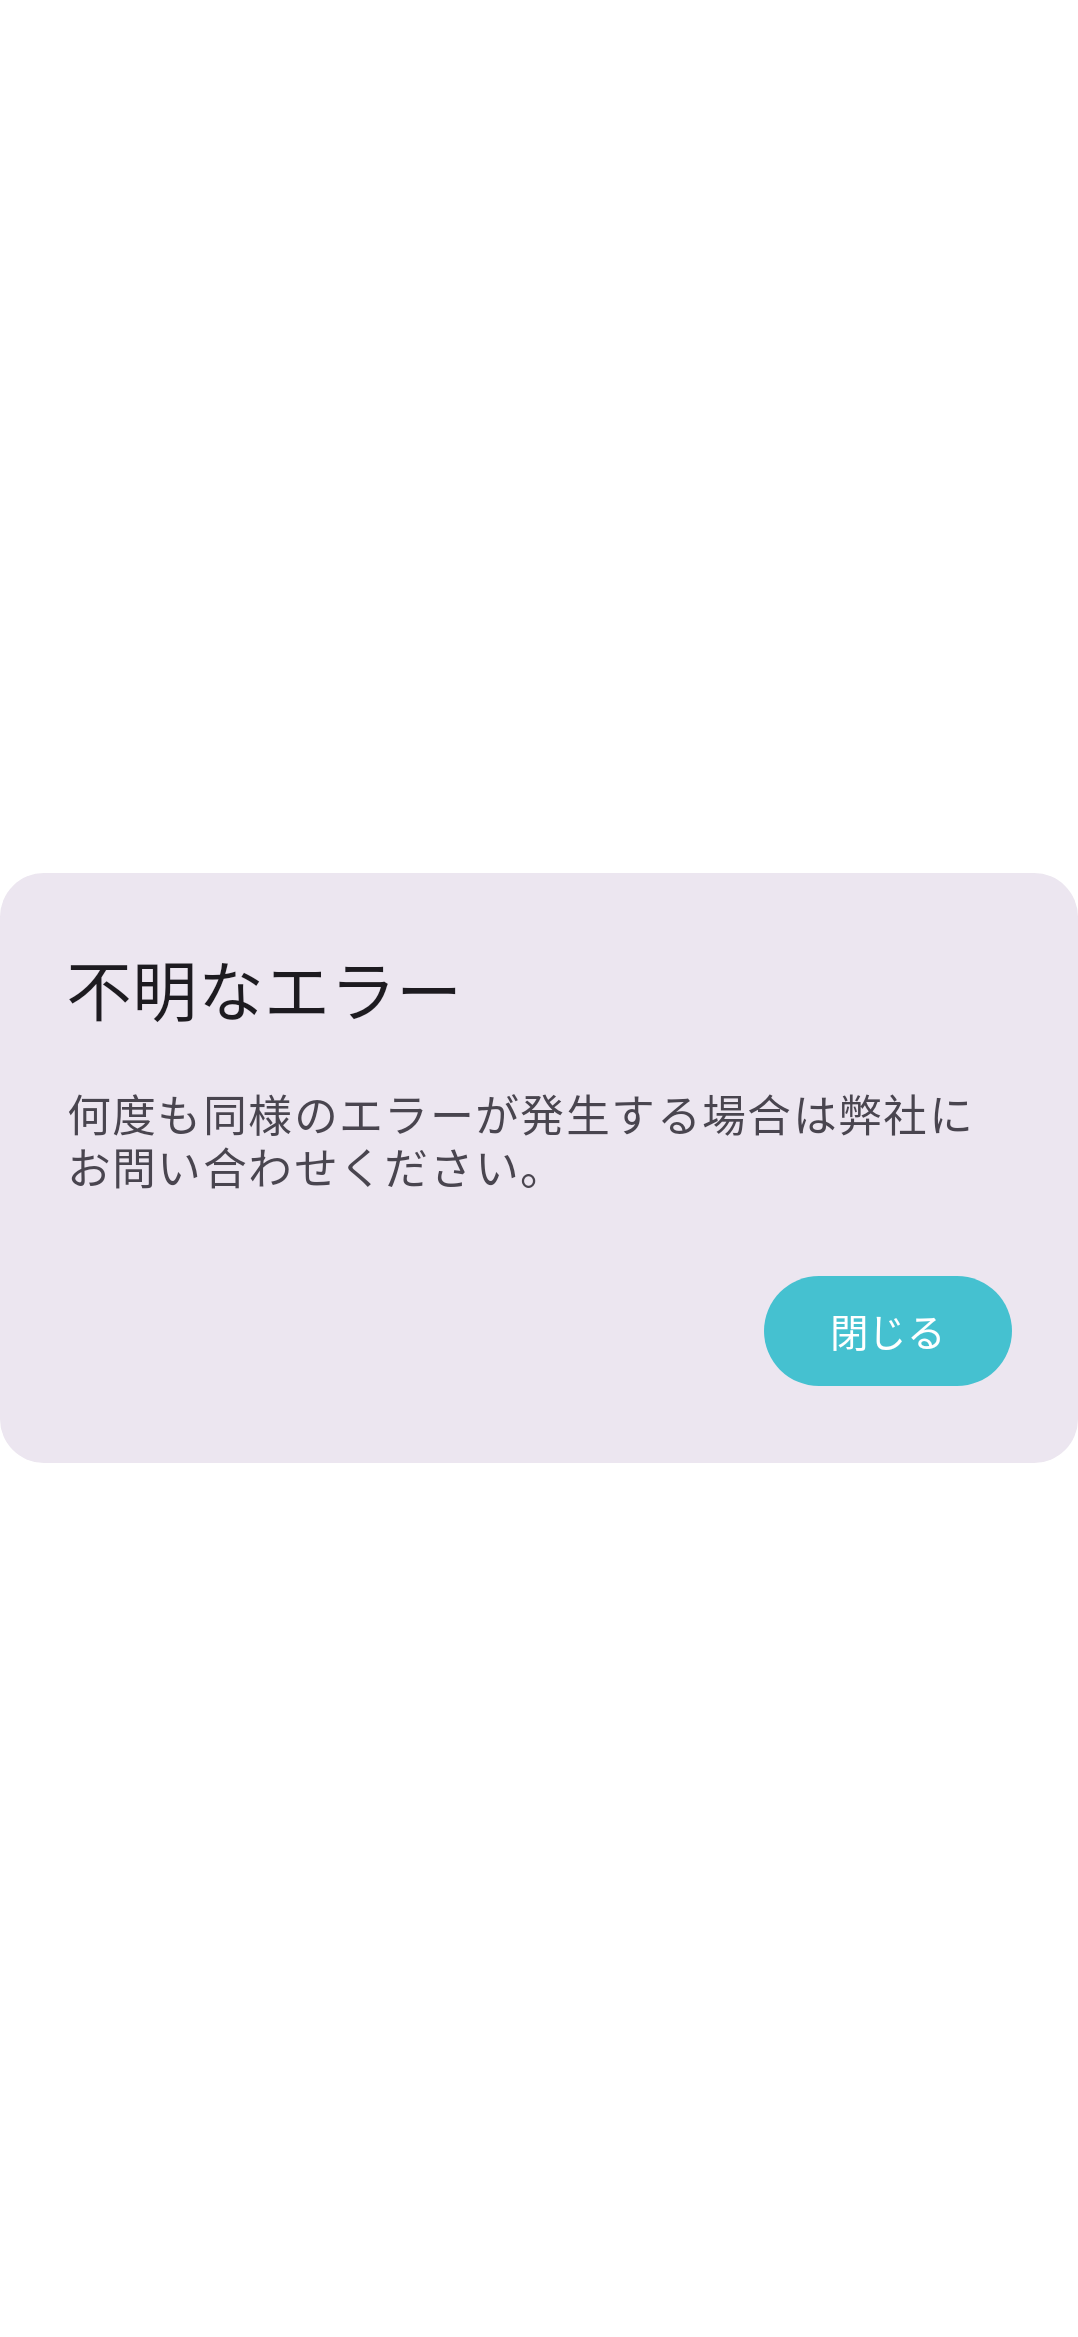 不明なエラー
何度も同様のエラーが発生する場合は弊社に
お問い合わせください。
閉じる